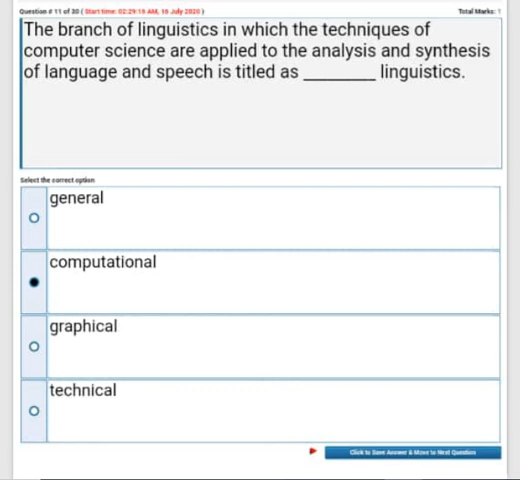 Question # 11 of 30 ( Start time: 02:29:18 AM, 18 July 2020 ) Total Marks: 1
The branch of linguistics in which the techniques of
computer science are applied to the analysis and synthesis
of language and speech is titled as ________ linguistics.
Select the correct option
general
computational
graphical
technical
Click to Save Answer & Move to Next Question